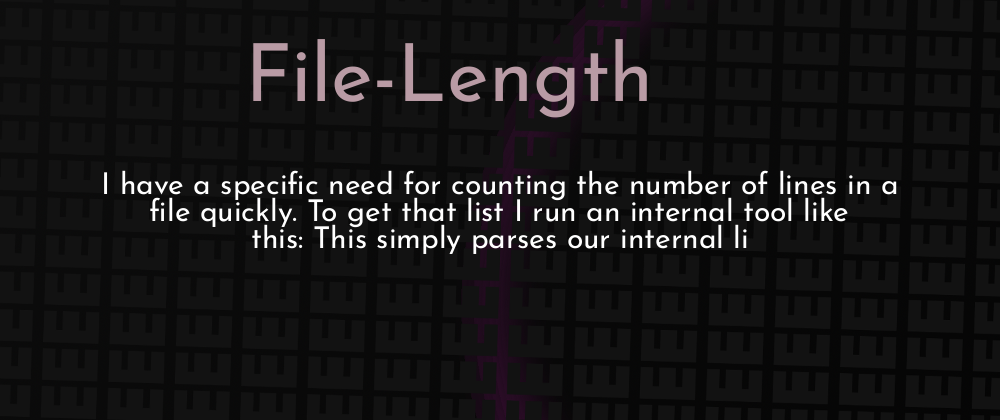 File-Length
I have a specific need for counting the number of lines in a
file quickly. To get that list I run an internal tool like
this: This simply parses our internal li